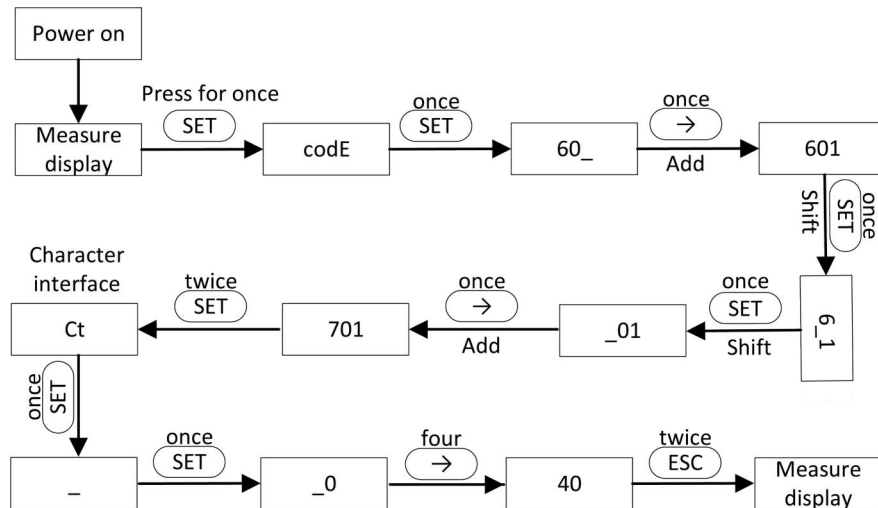 Power on
Measure
display
Press for once
SET
codE
once
SET
60_
once
→
Add
601
once
SET
Shift
6_1
once
SET
Shift
_01
once
→
Add
701
twice
SET
Character
interface
Ct
once
SET
_
once
SET
_0
four
→
40
twice
ESC
Measure
display